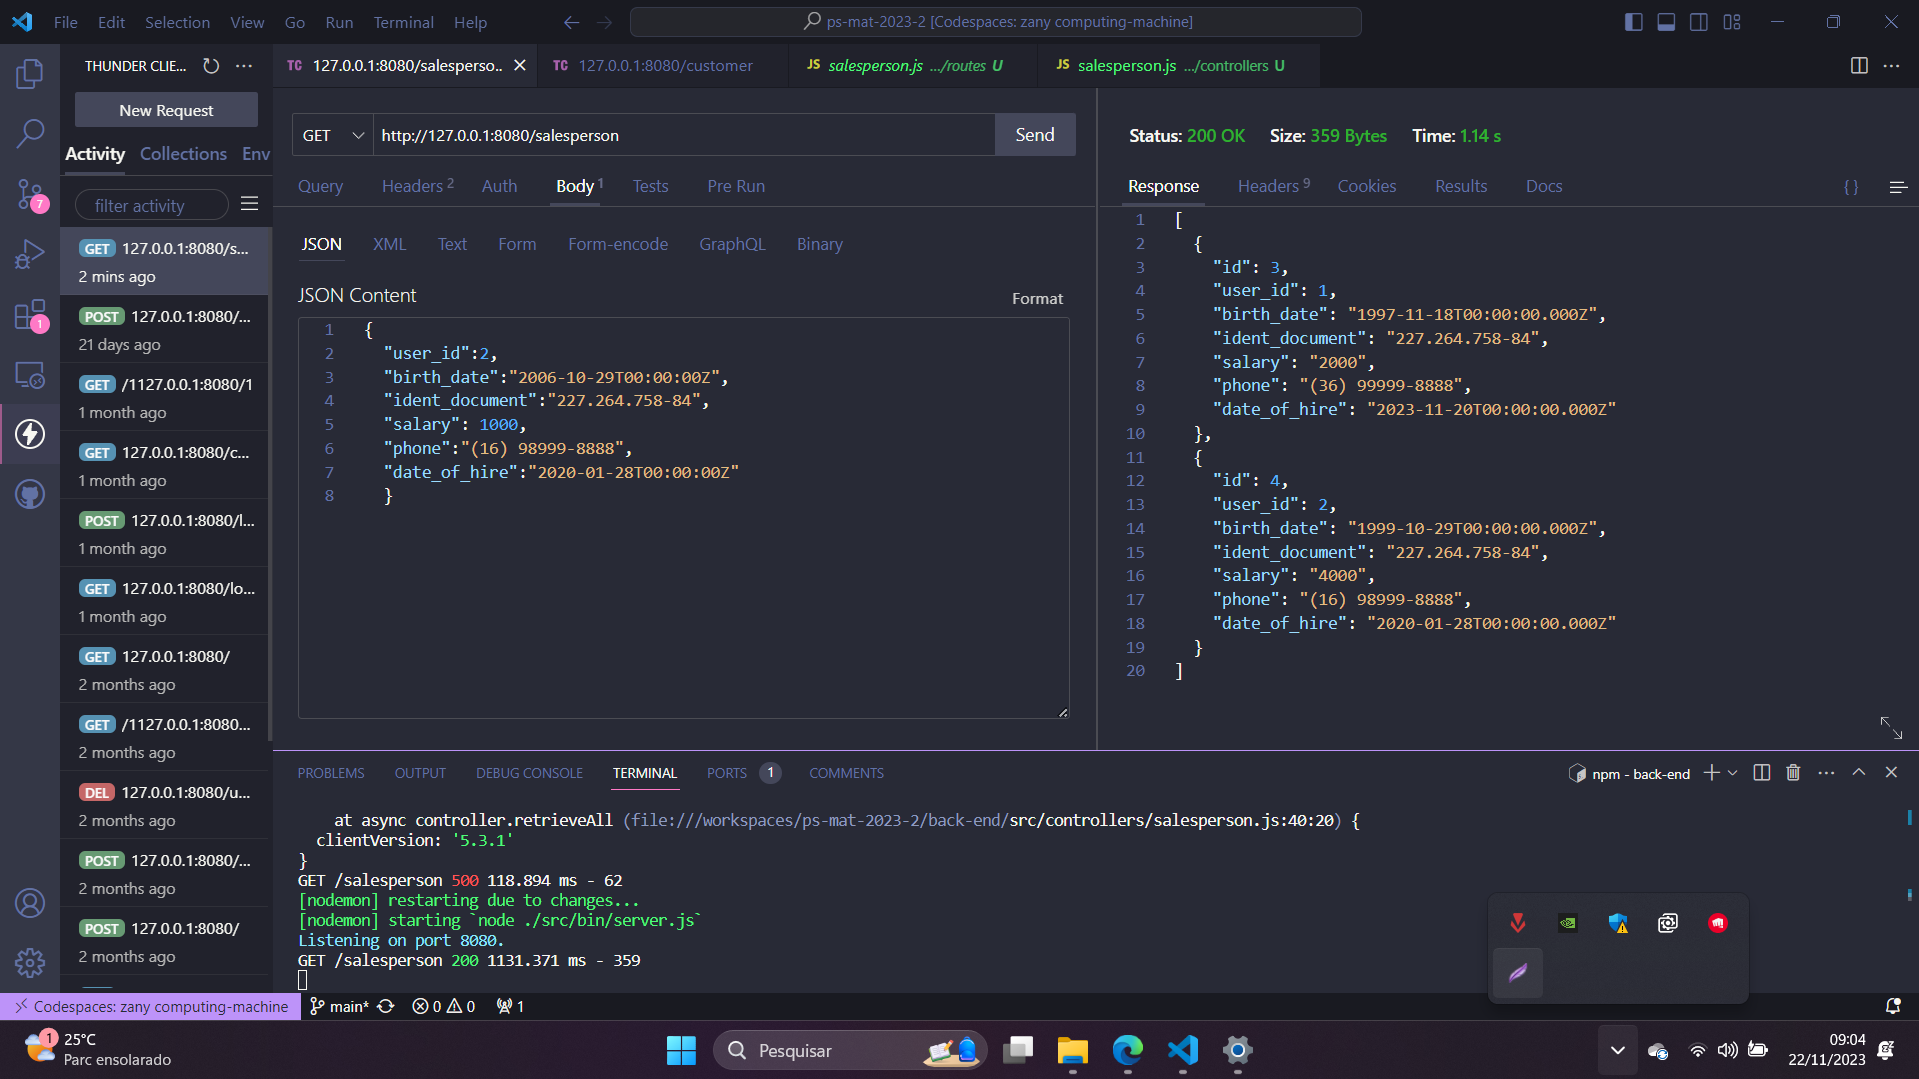 File Edit Selection View Go Run Terminal Help
ps-mat-2023-2 [Codespaces: zany computing-machine]
THUNDER CLIE...
TC 127.0.0.1:8080/salesperso..
TC 127.0.0.1:8080/customer
JS salesperson.js .../routes U
JS salesperson.js .../controllers U
New Request
Activity Collections Env
filter activity
GET 127.0.0.1:8080/s...
2 mins ago
POST 127.0.0.1:8080/...
21 days ago
GET /1127.0.0.1:8080/1
1 month ago
GET 127.0.0.1:8080/c...
1 month ago
POST 127.0.0.1:8080/l...
1 month ago
GET 127.0.0.1:8080/lo...
1 month ago
GET 127.0.0.1:8080/
2 months ago
GET /1127.0.0.1:8080...
2 months ago
DEL 127.0.0.1:8080/u...
2 months ago
POST 127.0.0.1:8080/...
2 months ago
POST 127.0.0.1:8080/
2 months ago
7
1
GET http://127.0.0.1:8080/salesperson Send
Query Headers 2 Auth Body 1 Tests Pre Run
JSON XML Text Form Form-encode GraphQL Binary
JSON Content Format
1 {
2 "user_id":2,
3 "birth_date":"2006-10-29T00:00:00Z",
4 "ident_document":"227.264.758-84",
5 "salary": 1000,
6 "phone":"(16) 98999-8888",
7 "date_of_hire":"2020-01-28T00:00:00Z"
8 }
Status: 200 OK Size: 359 Bytes Time: 1.14 s
Response Headers 9 Cookies Results Docs { }
1 [
2 {
3 "id": 3,
4 "user_id": 1,
5 "birth_date": "1997-11-18T00:00:00.000Z",
6 "ident_document": "227.264.758-84",
7 "salary": "2000",
8 "phone": "(36) 99999-8888",
9 "date_of_hire": "2023-11-20T00:00:00.000Z"
10 },
11 {
12 "id": 4,
13 "user_id": 2,
14 "birth_date": "1999-10-29T00:00:00.000Z",
15 "ident_document": "227.264.758-84",
16 "salary": "4000",
17 "phone": "(16) 98999-8888",
18 "date_of_hire": "2020-01-28T00:00:00.000Z"
19 }
20 ]
PROBLEMS OUTPUT DEBUG CONSOLE TERMINAL PORTS 1 COMMENTS
npm - back-end
at async controller.retrieveAll (file:///workspaces/ps-mat-2023-2/back-end/src/controllers/salesperson.js:40:20) {
clientVersion: '5.3.1'
}
GET /salesperson 500 118.894 ms - 62
[nodemon] restarting due to changes...
[nodemon] starting `node ./src/bin/server.js`
Listening on port 8080.
GET /salesperson 200 1131.371 ms - 359
Codespaces: zany computing-machine main* 0 0 1
1
25°C
Parc ensolarado
Pesquisar
09:04
22/11/2023